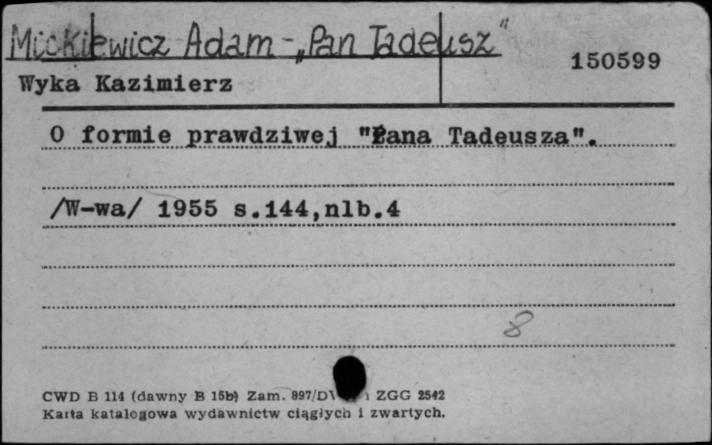 Mickiewicz Adam - „Pan Tadeusz"
150599
Wyka Kazimierz
O formie prawdziwej "Pana Tadeusza".
/W-wa/ 1955 s.144,nlb.4
8
CWD B 114 (dawny B 15b) Zam. 897/D ZGG 2542
Karta katalogowa wydawnictw ciągłych i zwartych.